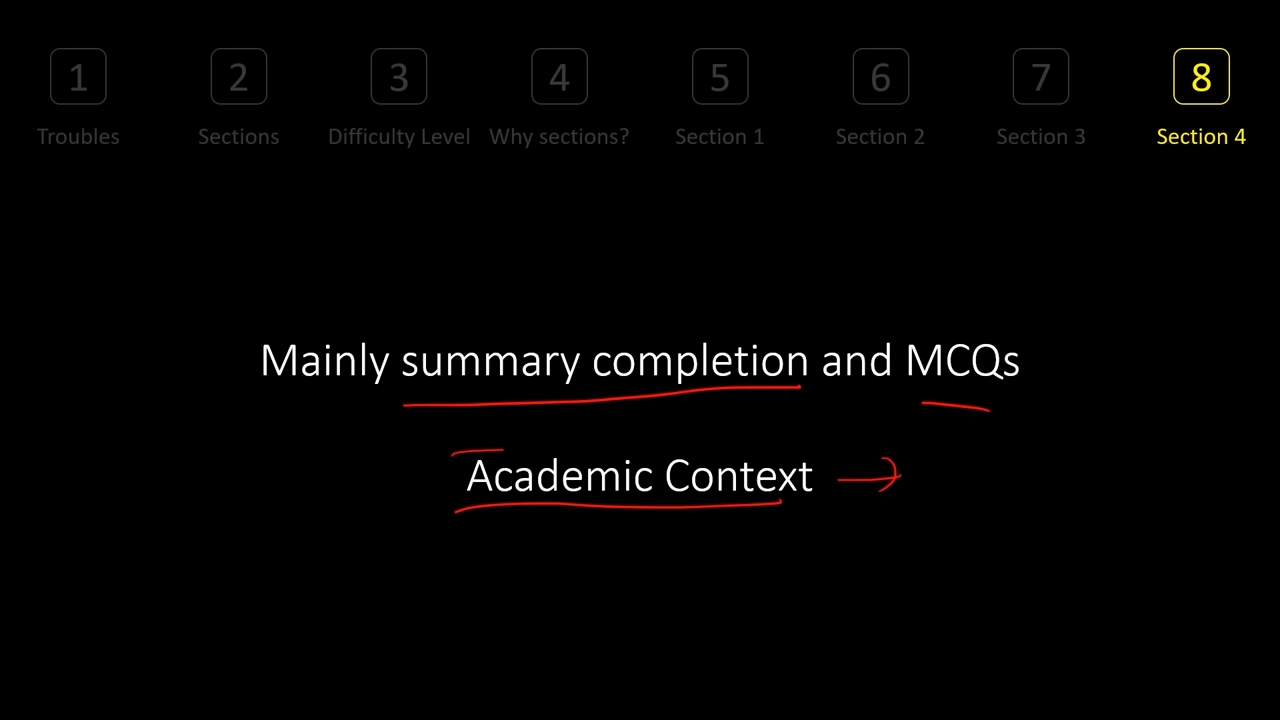 1 2 3 4 5 6 7 8
Troubles Sections Difficulty Level Why sections? Section 1 Section 2 Section 3 Section 4
Mainly summary completion and MCQs
Academic Context